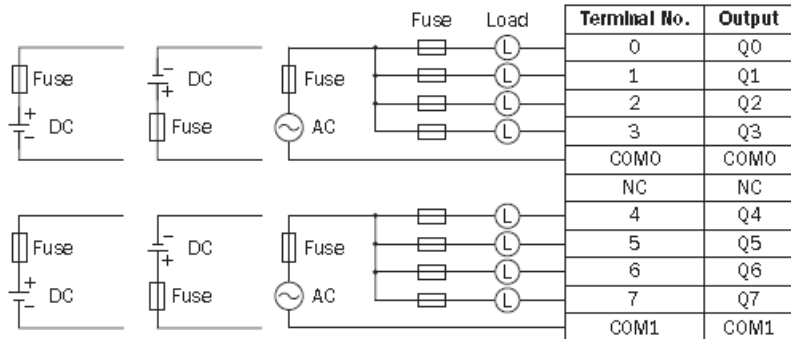 Fuse Load Terminal No. Output
0 Q0
Fuse DC Fuse 1 Q1
2 Q2
DC Fuse AC 3 Q3
COM0 COM0
NC NC
4 Q4
Fuse DC Fuse 5 Q5
6 Q6
DC Fuse AC 7 Q7
COM1 COM1
L
L
L
L
L
L
L
L
+
−
−
+
+
−
−
+